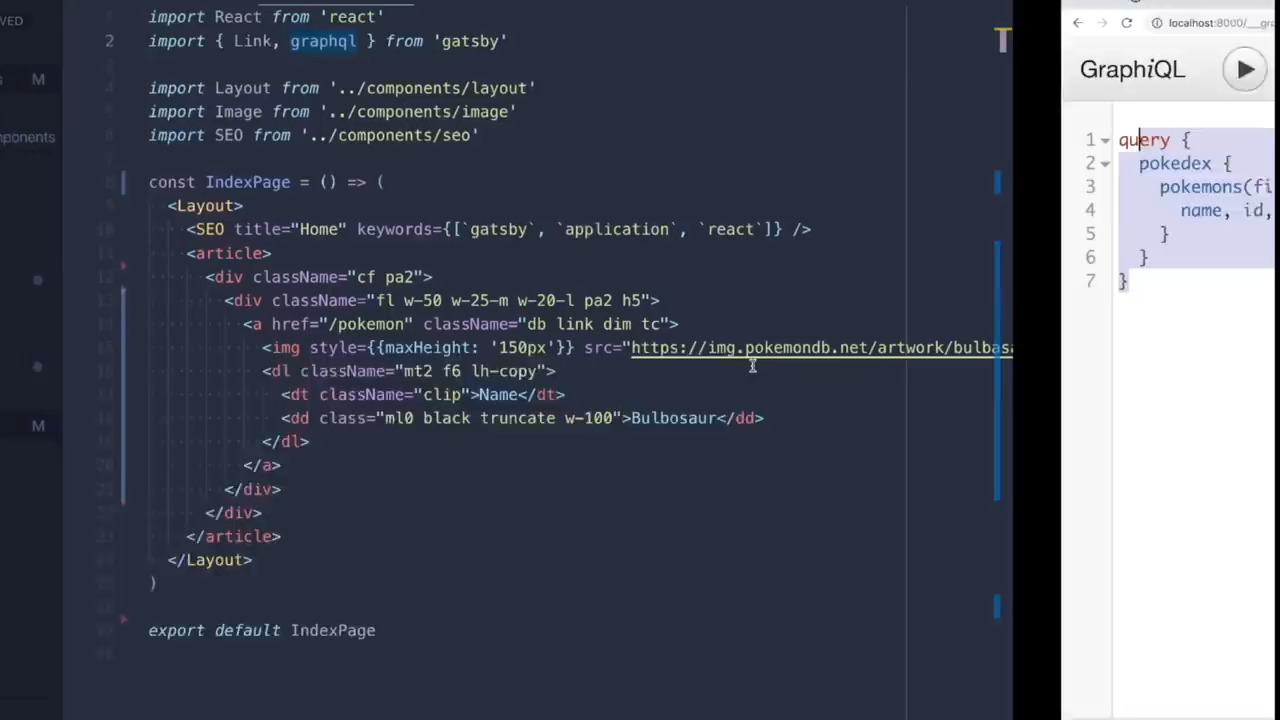 VED
import React from 'react'
2 import { Link, graphql } from 'gatsby'
s M
import Layout from '../components/layout'
import Image from '../components/image'
import SEO from '../components/seo'
mponents
const IndexPage = () => (
<Layout>
<SEO title="Home" keywords={[`gatsby`, `application`, `react`]} />
<article>
<div className="cf pa2">
<div className="fl w-50 w-25-m w-20-l pa2 h5">
<a href="/pokemon" className="db link dim tc">
<img style={{maxHeight: '150px'}} src="https://img.pokemondb.net/artwork/bulbasa
<dl className="mt2 f6 lh-copy">
<dt className="clip">Name</dt>
<dd class="ml0 black truncate w-100">Bulbosaur</dd>
M
</dl>
</a>
</div>
</div>
</article>
</Layout>
)
export default IndexPage
T
localhost:8000/___gra
GraphiQL
1 query {
2 pokedex {
3 pokemons(fi
4 name, id,
5 }
6 }
7 }